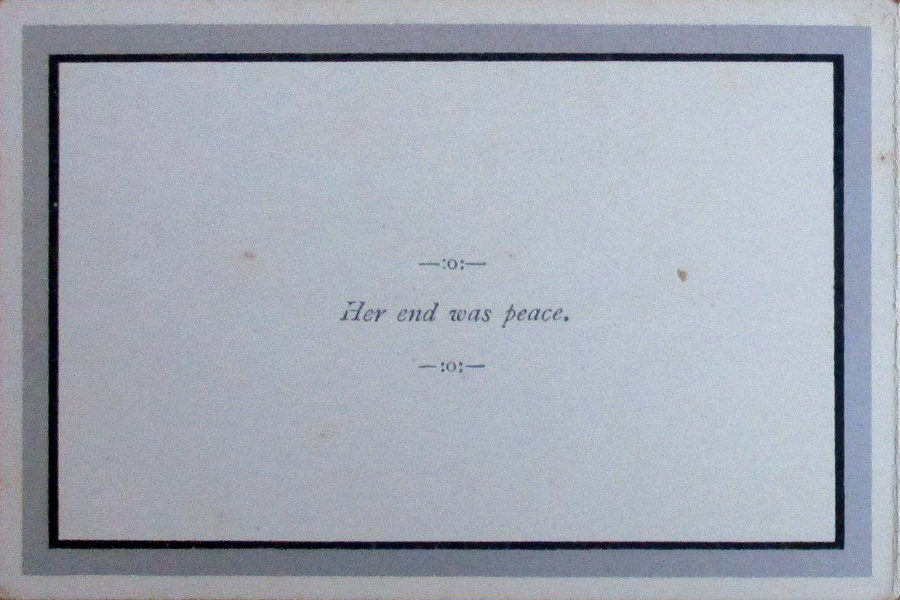 —:o:—
Her end was peace.
—:o:—